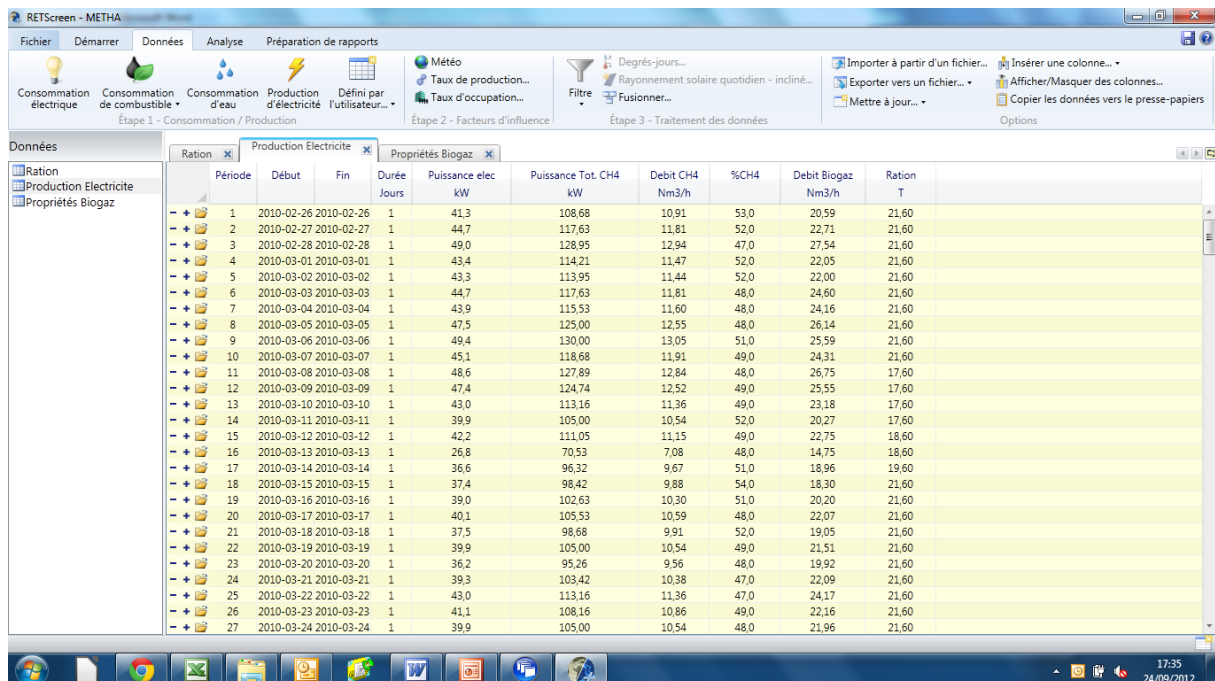 RETScreen - METHA
Fichier Démarrer Données Analyse Préparation de rapports
Consommation électrique
Consommation de combustible
Consommation d'eau
Production d'électricité
Défini par l'utilisateur...
Étape 1 - Consommation / Production
Météo
Taux de production...
Taux d'occupation...
Étape 2 - Facteurs d'influence
Filtre
Degrés-jours...
Rayonnement solaire quotidien - incliné...
Fusionner...
Étape 3 - Traitement des données
Importer à partir d'un fichier...
Exporter vers un fichier...
Mettre à jour...
Insérer une colonne...
Afficher/Masquer des colonnes...
Copier les données vers le presse-papiers
Options
Données
Ration
Production Electricite
Propriétés Biogaz
Ration Production Electricite Propriétés Biogaz
Période Début Fin Durée Puissance elec Puissance Tot. CH4 Debit CH4 %CH4 Debit Biogaz Ration
Jours kW kW Nm3/h Nm3/h T
1 2010-02-26 2010-02-26 1 41,3 108,68 10,91 53,0 20,59 21,60
2 2010-02-27 2010-02-27 1 44,7 117,63 11,81 52,0 22,71 21,60
3 2010-02-28 2010-02-28 1 49,0 128,95 12,94 47,0 27,54 21,60
4 2010-03-01 2010-03-01 1 43,4 114,21 11,47 52,0 22,05 21,60
5 2010-03-02 2010-03-02 1 43,3 113,95 11,44 52,0 22,00 21,60
6 2010-03-03 2010-03-03 1 44,7 117,63 11,81 48,0 24,60 21,60
7 2010-03-04 2010-03-04 1 43,9 115,53 11,60 48,0 24,16 21,60
8 2010-03-05 2010-03-05 1 47,5 125,00 12,55 48,0 26,14 21,60
9 2010-03-06 2010-03-06 1 49,4 130,00 13,05 51,0 25,59 21,60
10 2010-03-07 2010-03-07 1 45,1 118,68 11,91 49,0 24,31 21,60
11 2010-03-08 2010-03-08 1 48,6 127,89 12,84 48,0 26,75 17,60
12 2010-03-09 2010-03-09 1 47,4 124,74 12,52 49,0 25,55 17,60
13 2010-03-10 2010-03-10 1 43,0 113,16 11,36 49,0 23,18 17,60
14 2010-03-11 2010-03-11 1 39,9 105,00 10,54 52,0 20,27 17,60
15 2010-03-12 2010-03-12 1 42,2 111,05 11,15 49,0 22,75 18,60
16 2010-03-13 2010-03-13 1 26,8 70,53 7,08 48,0 14,75 18,60
17 2010-03-14 2010-03-14 1 36,6 96,32 9,67 51,0 18,96 19,60
18 2010-03-15 2010-03-15 1 37,4 98,42 9,88 54,0 18,30 21,60
19 2010-03-16 2010-03-16 1 39,0 102,63 10,30 51,0 20,20 21,60
20 2010-03-17 2010-03-17 1 40,1 105,53 10,59 48,0 22,07 21,60
21 2010-03-18 2010-03-18 1 37,5 98,68 9,91 52,0 19,05 21,60
22 2010-03-19 2010-03-19 1 39,9 105,00 10,54 49,0 21,51 21,60
23 2010-03-20 2010-03-20 1 36,2 95,26 9,56 48,0 19,92 21,60
24 2010-03-21 2010-03-21 1 39,3 103,42 10,38 47,0 22,09 21,60
25 2010-03-22 2010-03-22 1 43,0 113,16 11,36 47,0 24,17 21,60
26 2010-03-23 2010-03-23 1 41,1 108,16 10,86 49,0 22,16 21,60
27 2010-03-24 2010-03-24 1 39,9 105,00 10,54 48,0 21,96 21,60
17:35
24/09/2012